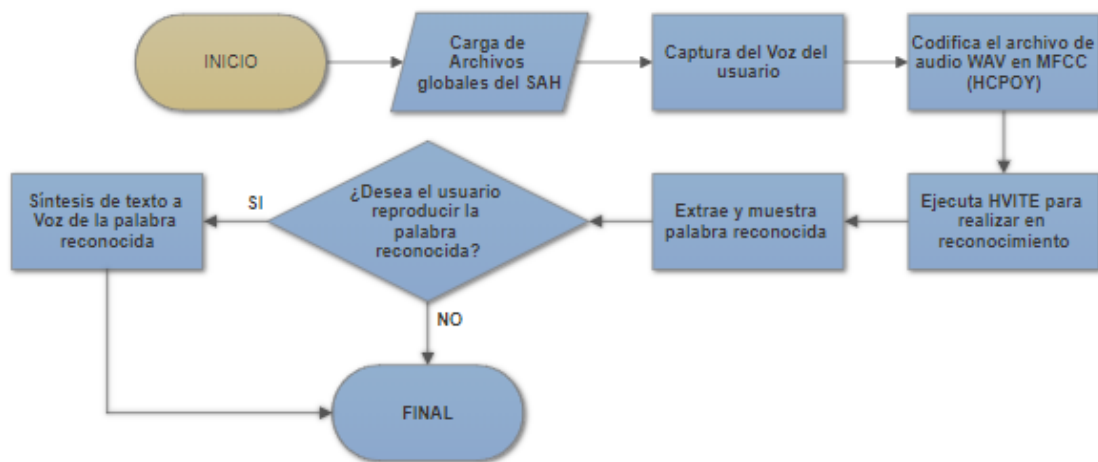 INICIO
Carga de
Archivos
globales del SAH
Captura del Voz del
usuario
Codifica el archivo de
audio WAV en MFCC
(HCPOY)
Ejecuta HVITE para
realizar en
reconocimiento
Extrae y muestra
palabra reconocida
¿Desea el usuario
reproducir la
palabra
reconocida?
SI
Síntesis de texto a
Voz de la palabra
reconocida
NO
FINAL